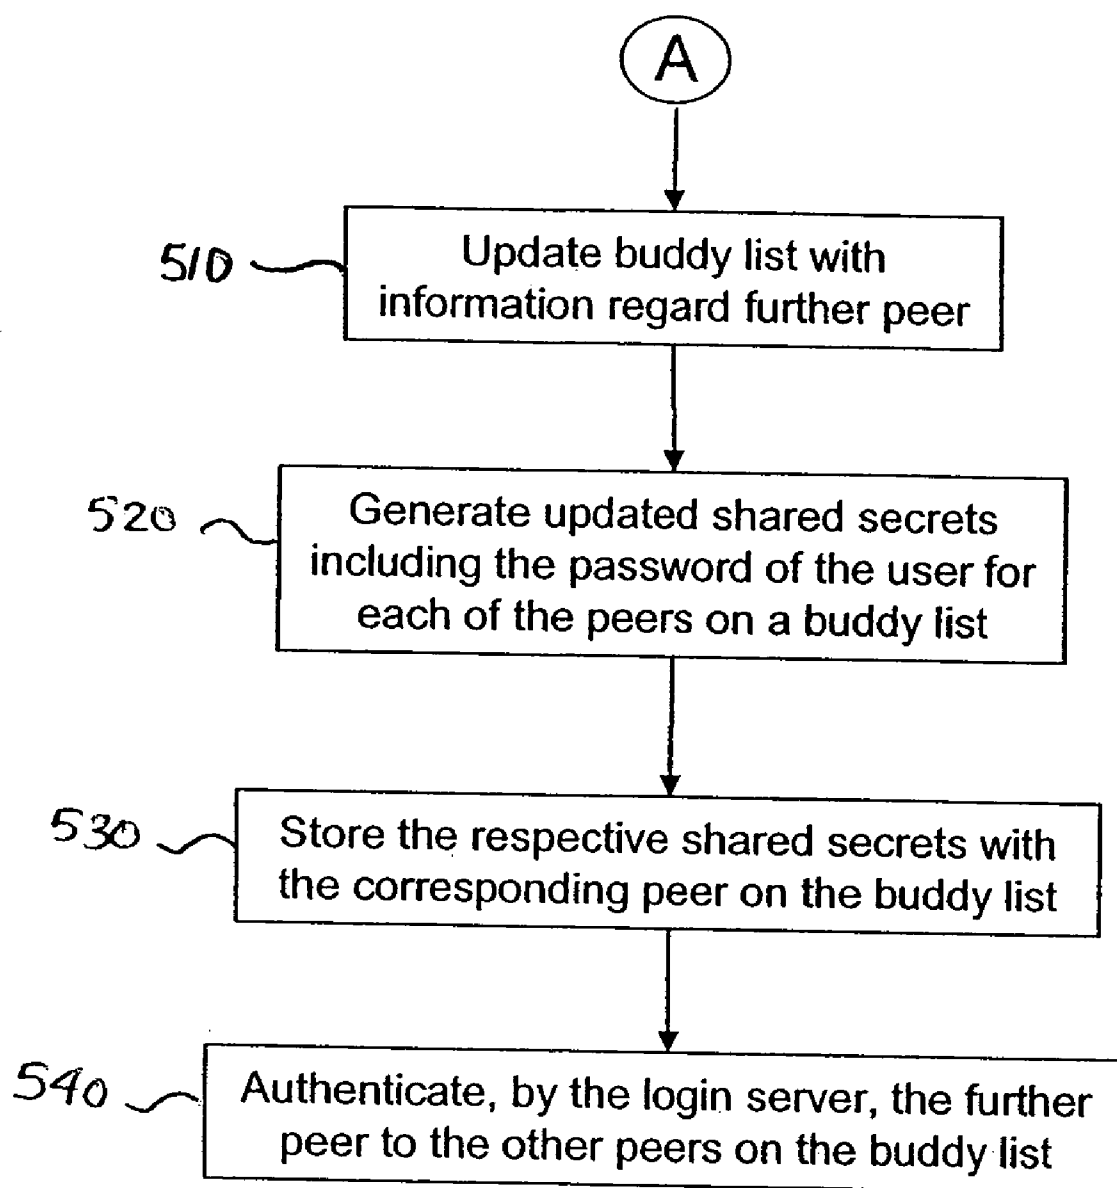 A
510
Update buddy list with
information regard further peer
520
Generate updated shared secrets
including the password of the user for
each of the peers on a buddy list
530
Store the respective shared secrets with
the corresponding peer on the buddy list
540
Authenticate, by the login server, the further
peer to the other peers on the buddy list